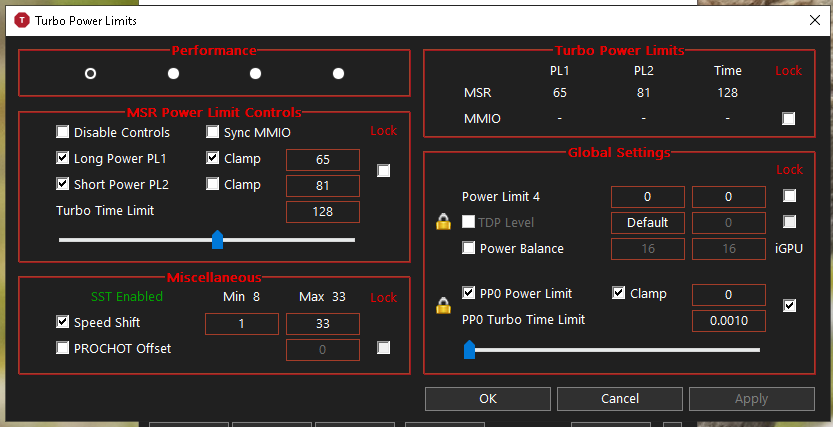 Turbo Power Limits
Performance
MSR Power Limit Controls
Disable Controls Sync MMIO Lock
Long Power PL1 Clamp 65
Short Power PL2 Clamp 81
Turbo Time Limit 128
Miscellaneous
SST Enabled Min 8 Max 33 Lock
Speed Shift 1 33
PROCHOT Offset 0
Turbo Power Limits
PL1 PL2 Time Lock
MSR 65 81 128
MMIO - - -
Global Settings
Lock
Power Limit 4 0 0
TDP Level Default 0
Power Balance 16 16 iGPU
PP0 Power Limit Clamp 0
PP0 Turbo Time Limit 0.0010
OK Cancel Apply